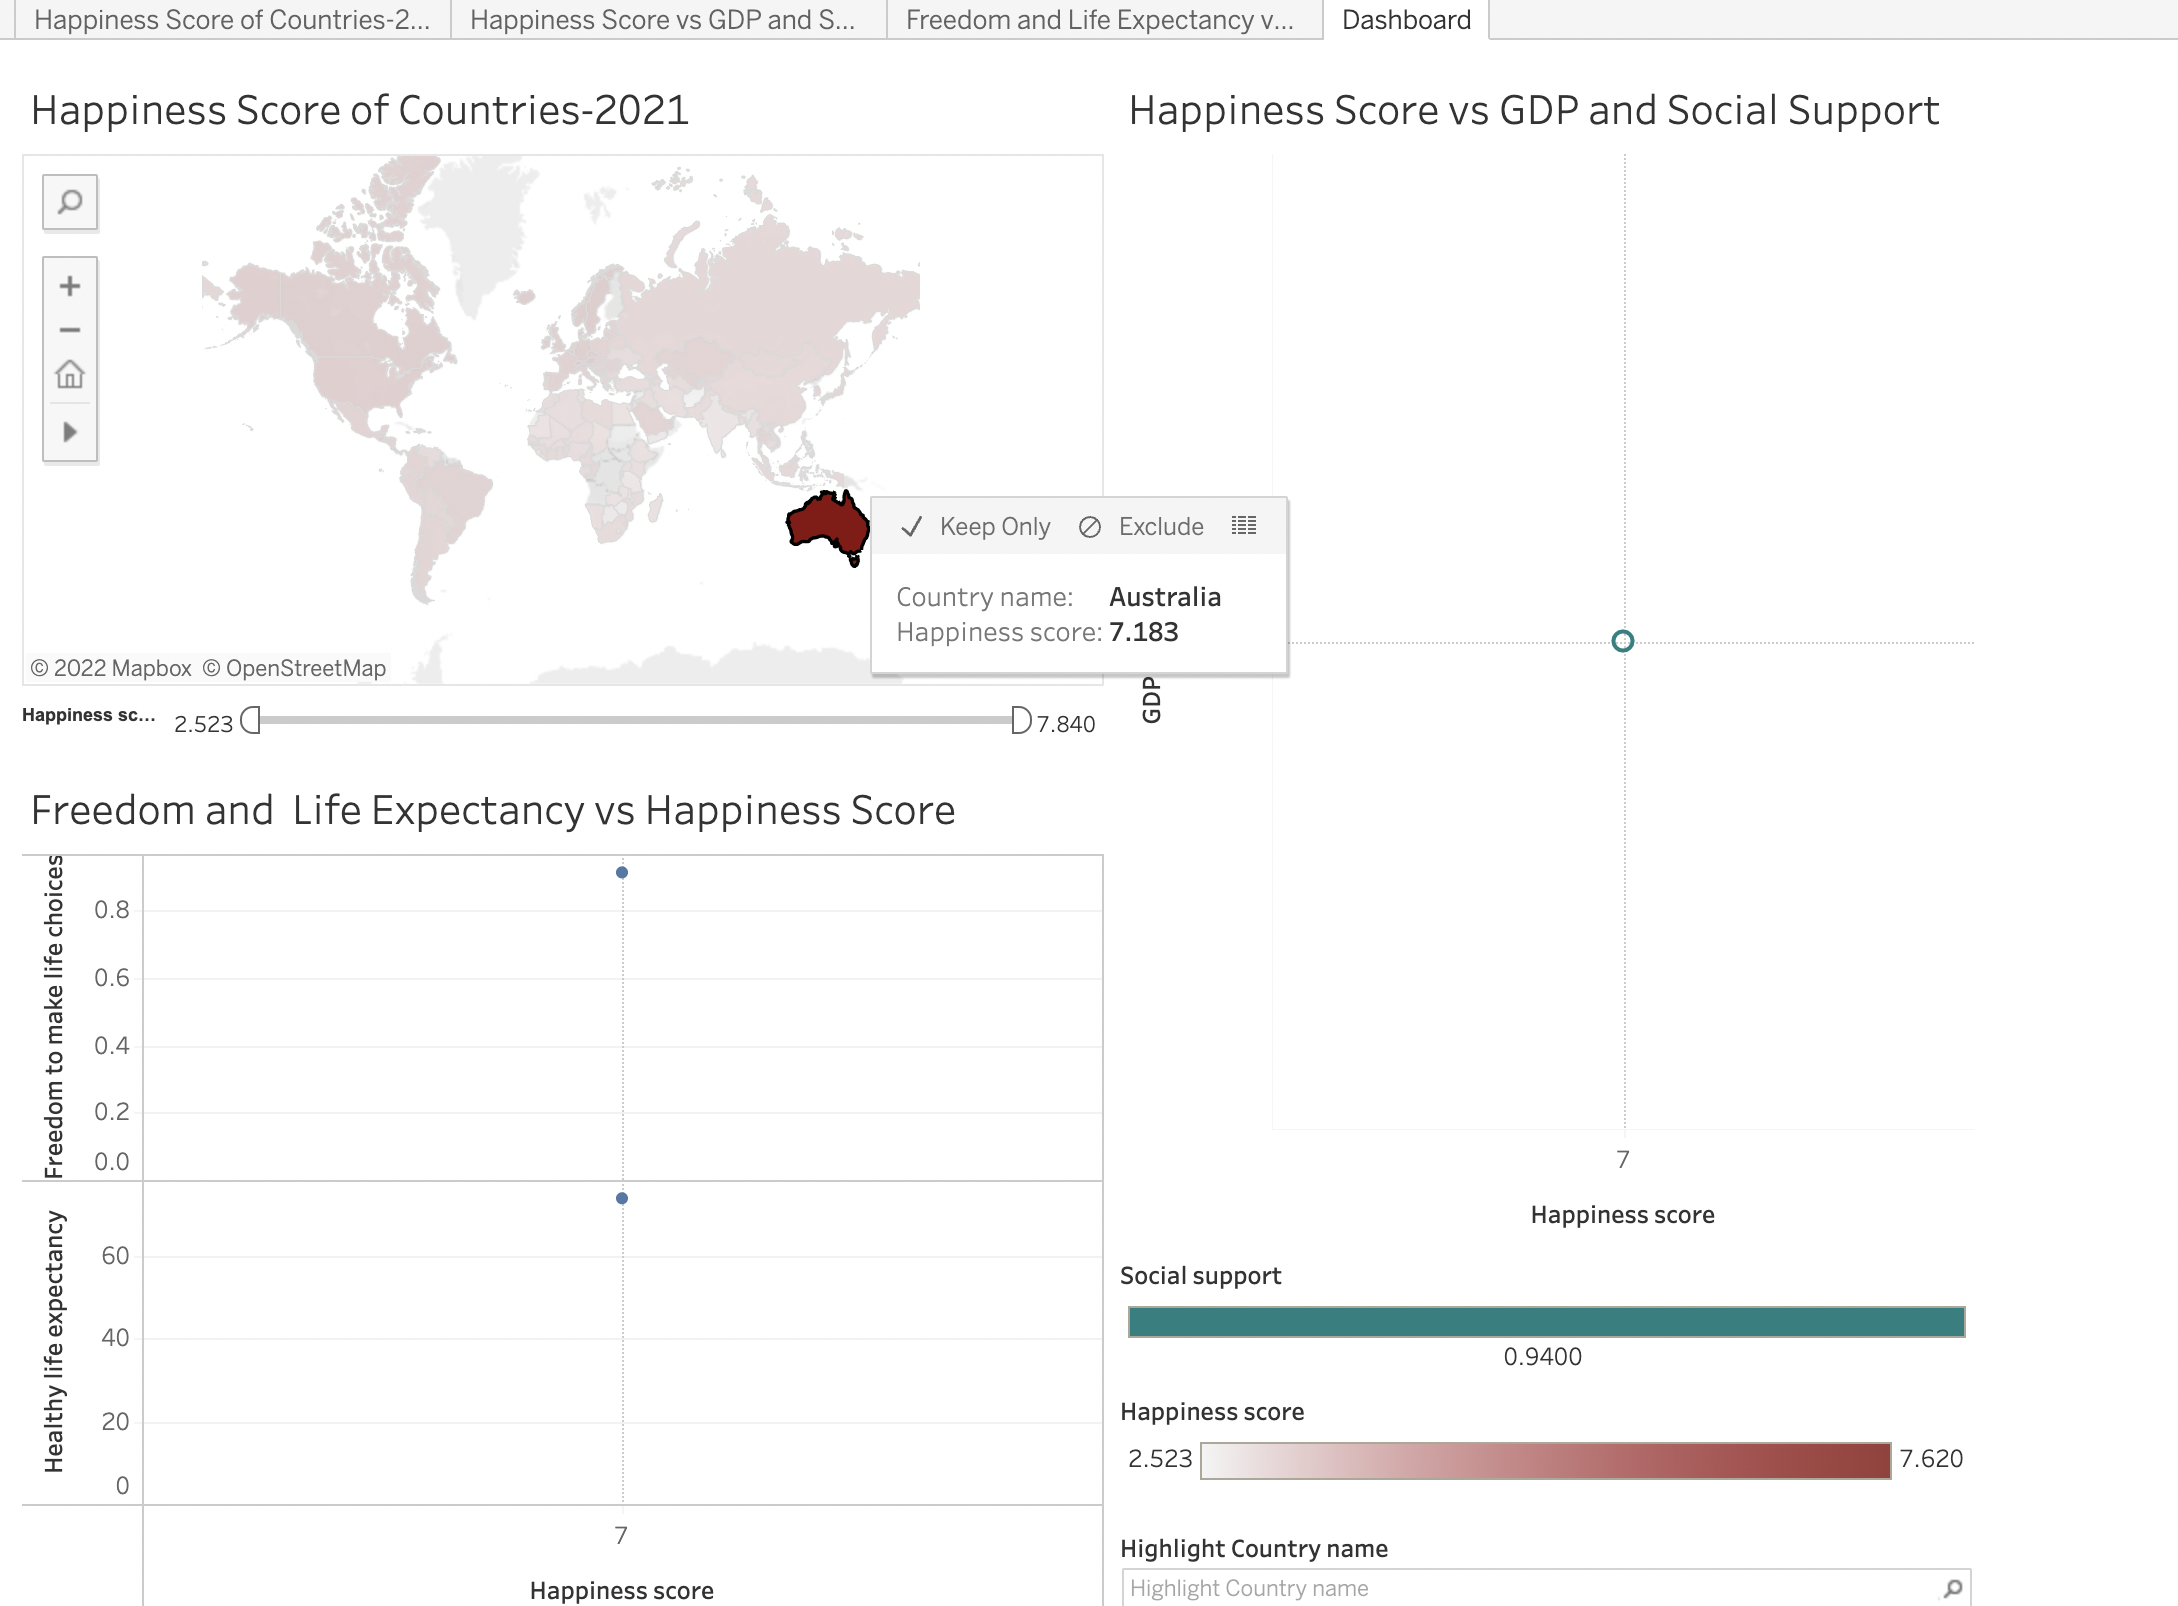 Happiness Score of Countries-2...
Happiness Score vs GDP and S...
Freedom and Life Expectancy v...
Dashboard
Happiness Score of Countries-2021
Keep Only
Exclude
Country name: Australia
Happiness score: 7.183
© 2022 Mapbox © OpenStreetMap
Happiness sc...
2.523
7.840
Happiness Score vs GDP and Social Support
GDP
7
Happiness score
Freedom and Life Expectancy vs Happiness Score
Freedom to make life choices
0.8
0.6
0.4
0.2
0.0
Healthy life expectancy
60
40
20
0
7
Happiness score
Social support
0.9400
Happiness score
2.523
7.620
Highlight Country name
Highlight Country name